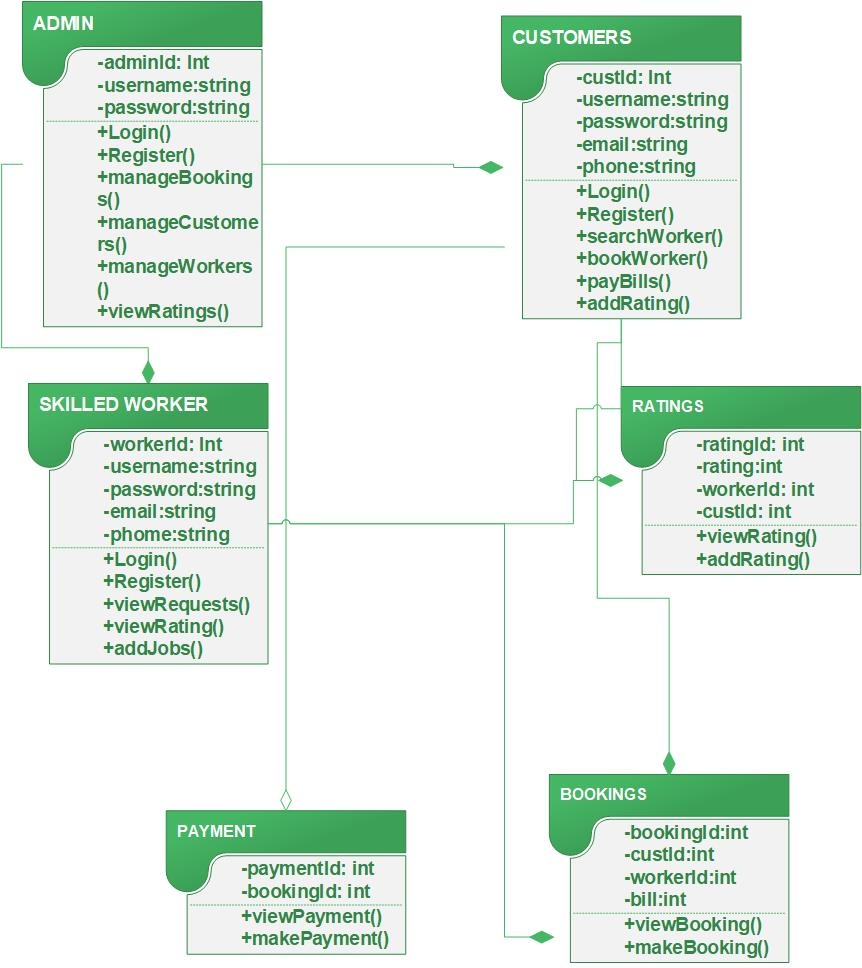 ADMIN
-adminId: Int
-username:string
-password:string
+Login()
+Register()
+manageBooking
s()
+manageCustome
rs()
+manageWorkers
()
+viewRatings()
CUSTOMERS
-custId: Int
-username:string
-password:string
-email:string
-phone:string
+Login()
+Register()
+searchWorker()
+bookWorker()
+payBills()
+addRating()
SKILLED WORKER
-workerId: Int
-username:string
-password:string
-email:string
-phome:string
+Login()
+Register()
+viewRequests()
+viewRating()
+addJobs()
RATINGS
-ratingId: int
-rating:int
-workerId: int
-custId: int
+viewRating()
+addRating()
PAYMENT
-paymentId: int
-bookingId: int
+viewPayment()
+makePayment()
BOOKINGS
-bookingId:int
-custId:int
-workerId:int
-bill:int
+viewBooking()
+makeBooking()